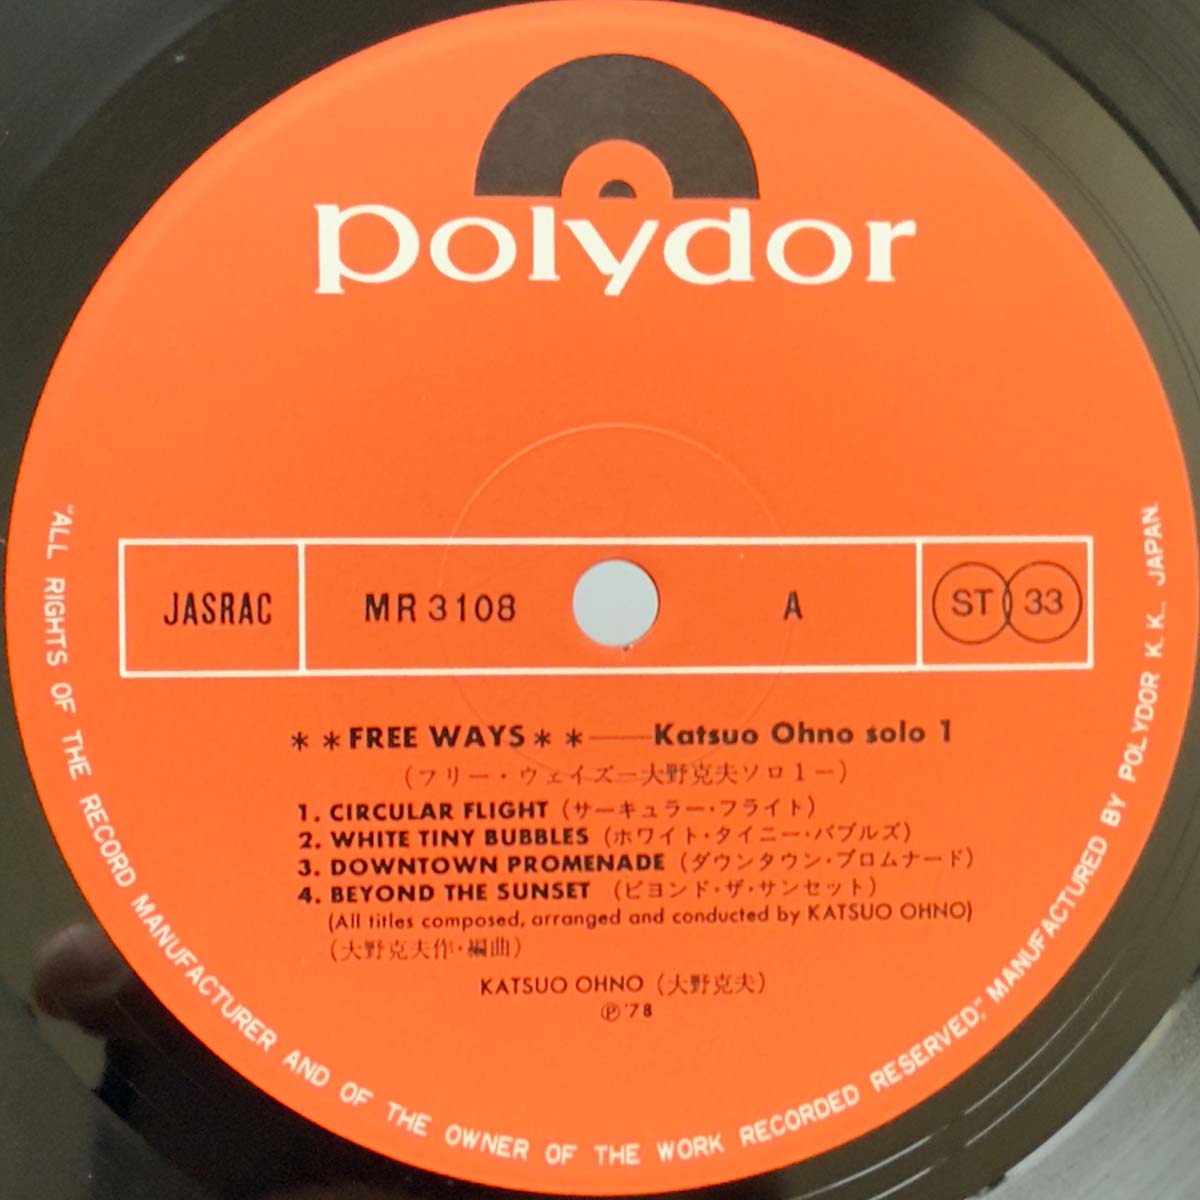 polydor
JASRAC
MR 3108
A
ST 33
**FREE WAYS**——Katsuo Ohno solo 1
(フリー・ウェイズー大野克夫ソロ1ー)
1. CIRCULAR FLIGHT (サーキュラー・フライト)
2. WHITE TINY BUBBLES (ホワイト・タイニー・バブルズ)
3. DOWNTOWN PROMENADE (ダウンタウン・プロムナード)
4. BEYOND THE SUNSET (ビヨンド・ザ・サンセット)
(All titles composed, arranged and conducted by KATSUO OHNO)
(大野克夫作・編曲)
KATSUO OHNO (大野克夫)
Ⓟ'78
"ALL RIGHTS OF THE RECORD MANUFACTURER AND OF THE OWNER OF THE WORK RECORDED RESERVED," MANUFACTURED BY POLYDOR K. K., JAPAN.